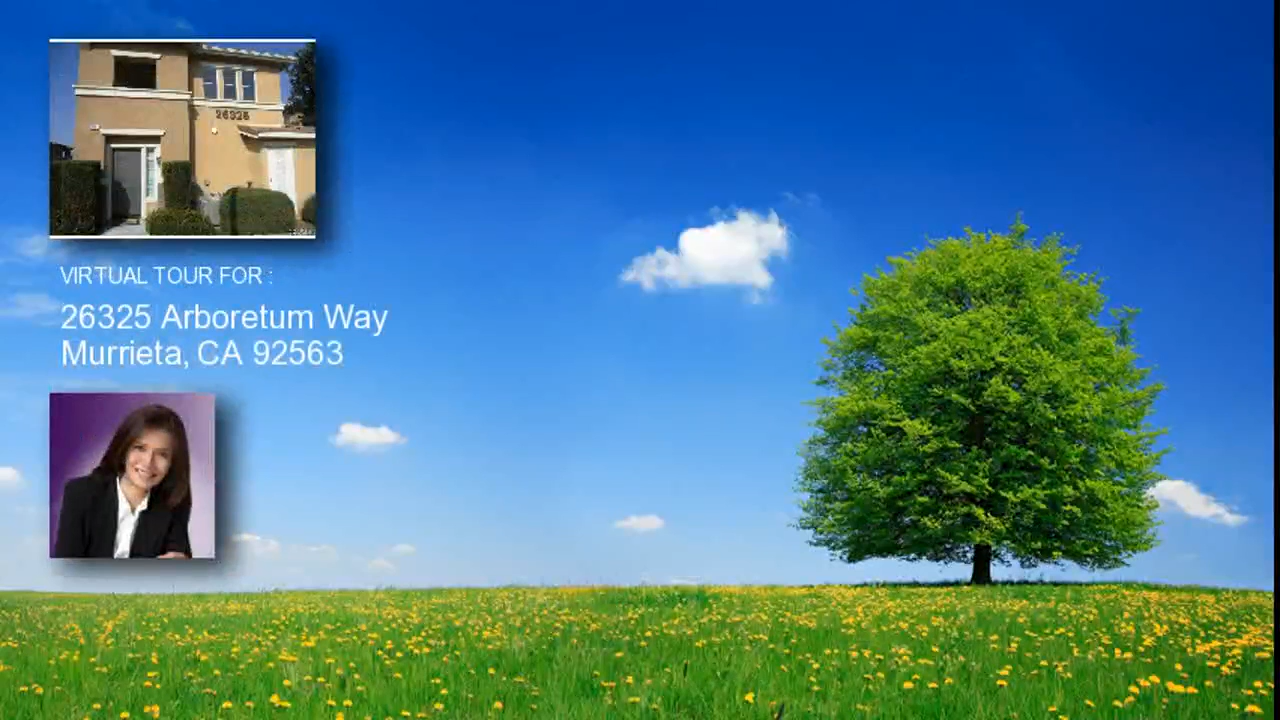 26325
VIRTUAL TOUR FOR :
26325 Arboretum Way
Murrieta, CA 92563